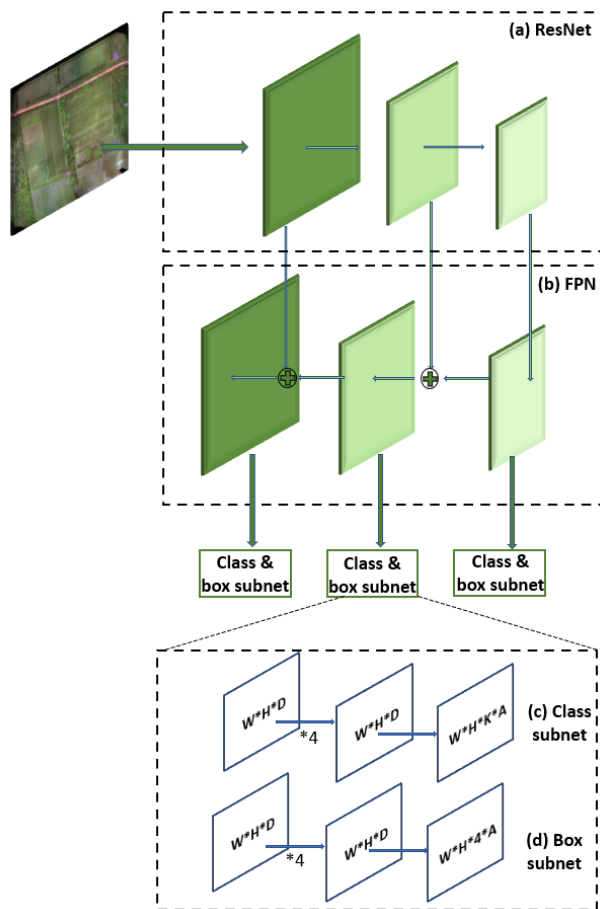 (a) ResNet
(b) FPN
Class &
box subnet
Class &
box subnet
Class &
box subnet
W*H*D
*4
W*H*D
W*H*K*A
(c) Class
subnet
W*H*D
*4
W*H*D
W*H*4*A
(d) Box
subnet